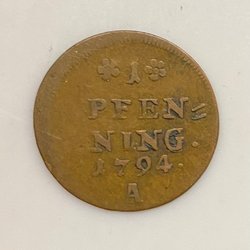 1
PFEN=
NING.
1794.
A